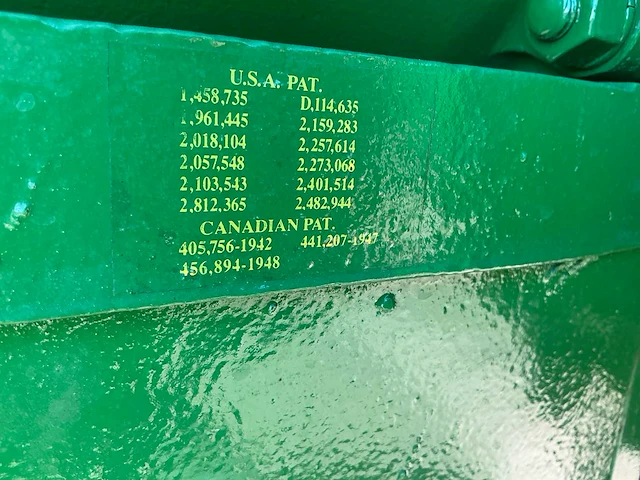 U.S.A. PAT.
1,458,735 D,114,635
1,961,445 2,159,283
2,018,104 2,257,614
2,057,548 2,273,068
2,103,543 2,401,514
2,812,365 2,482,944
CANADIAN PAT.
405,756-1942 441,207-1947
456,894-1948